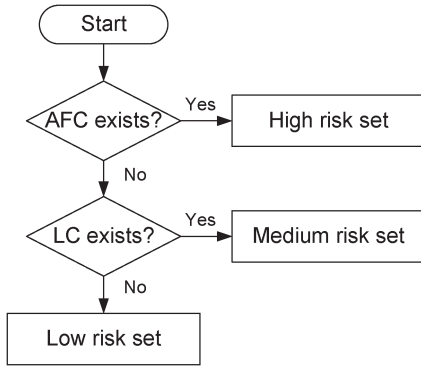 Start
AFC exists?
Yes
High risk set
No
LC exists?
Yes
Medium risk set
No
Low risk set